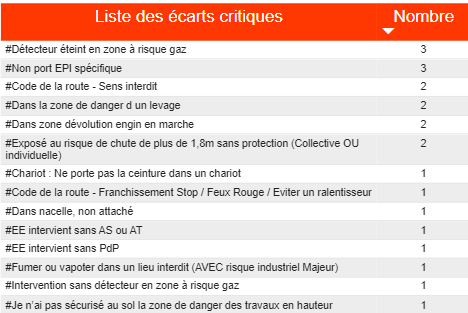 Liste des écarts critiques Nombre
#Détecteur éteint en zone à risque gaz 3
#Non port EPI spécifique 3
#Code de la route - Sens interdit 2
#Dans la zone de danger d un levage 2
#Dans zone dévolution engin en marche 2
#Exposé au risque de chute de plus de 1,8m sans protection (Collective OU 2
individuelle)
#Chariot : Ne porte pas la ceinture dans un chariot 1
#Code de la route - Franchissement Stop / Feux Rouge / Eviter un ralentisseur 1
#Dans nacelle, non attaché 1
#EE intervient sans AS ou AT 1
#EE intervient sans PdP 1
#Fumer ou vapoter dans un lieu interdit (AVEC risque industriel Majeur) 1
#Intervention sans détecteur en zone à risque gaz 1
#Je n'ai pas sécurisé au sol la zone de danger des travaux en hauteur 1